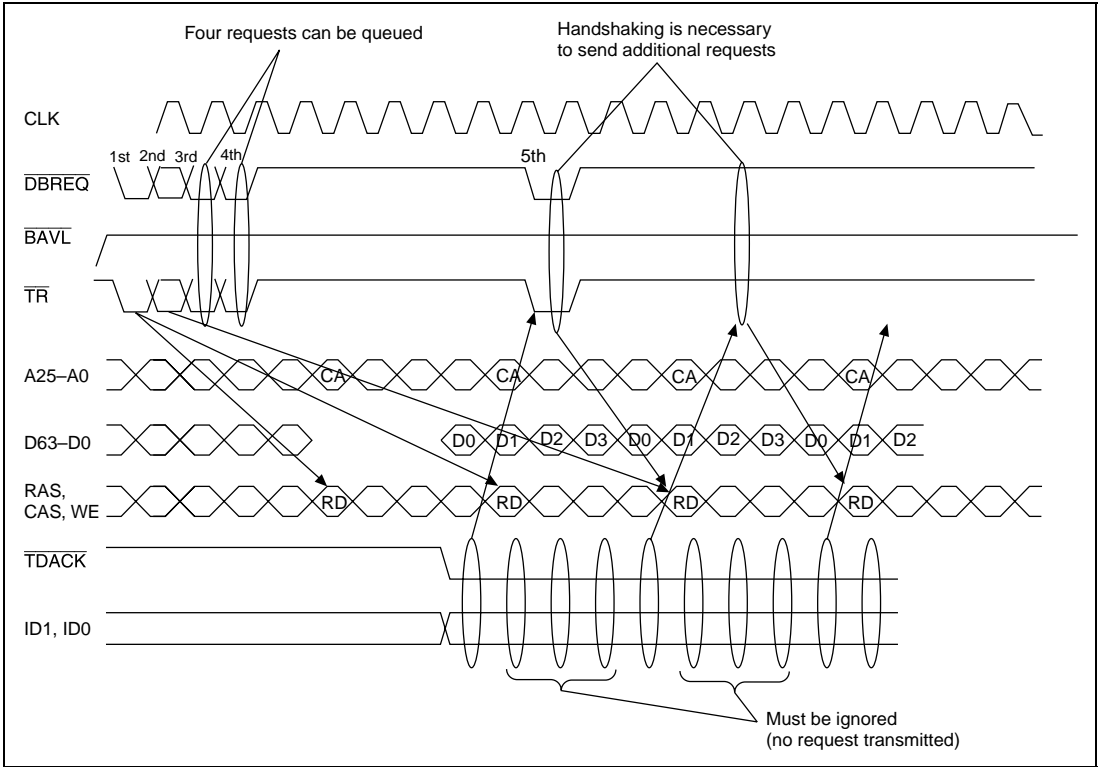 Four requests can be queued
Handshaking is necessary
to send additional requests
CLK
1st 2nd 3rd 4th 5th
DBREQ
BAVL
TR
A25–A0 CA CA CA CA
D63–D0 D0 D1 D2 D3 D0 D1 D2 D3 D0 D1 D2
RAS,
CAS, WE RD RD RD RD
TDACK
ID1, ID0
Must be ignored
(no request transmitted)